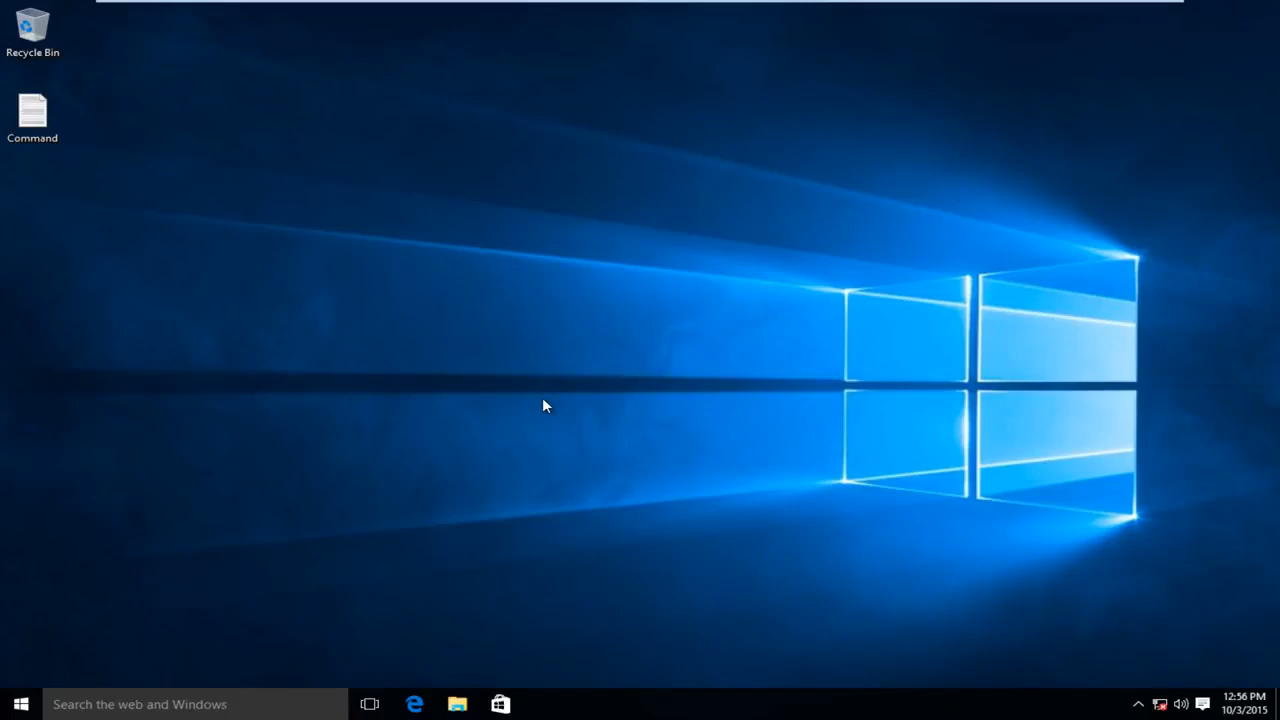 Recycle Bin
Command
Search the web and Windows
12:56 PM
10/3/2015